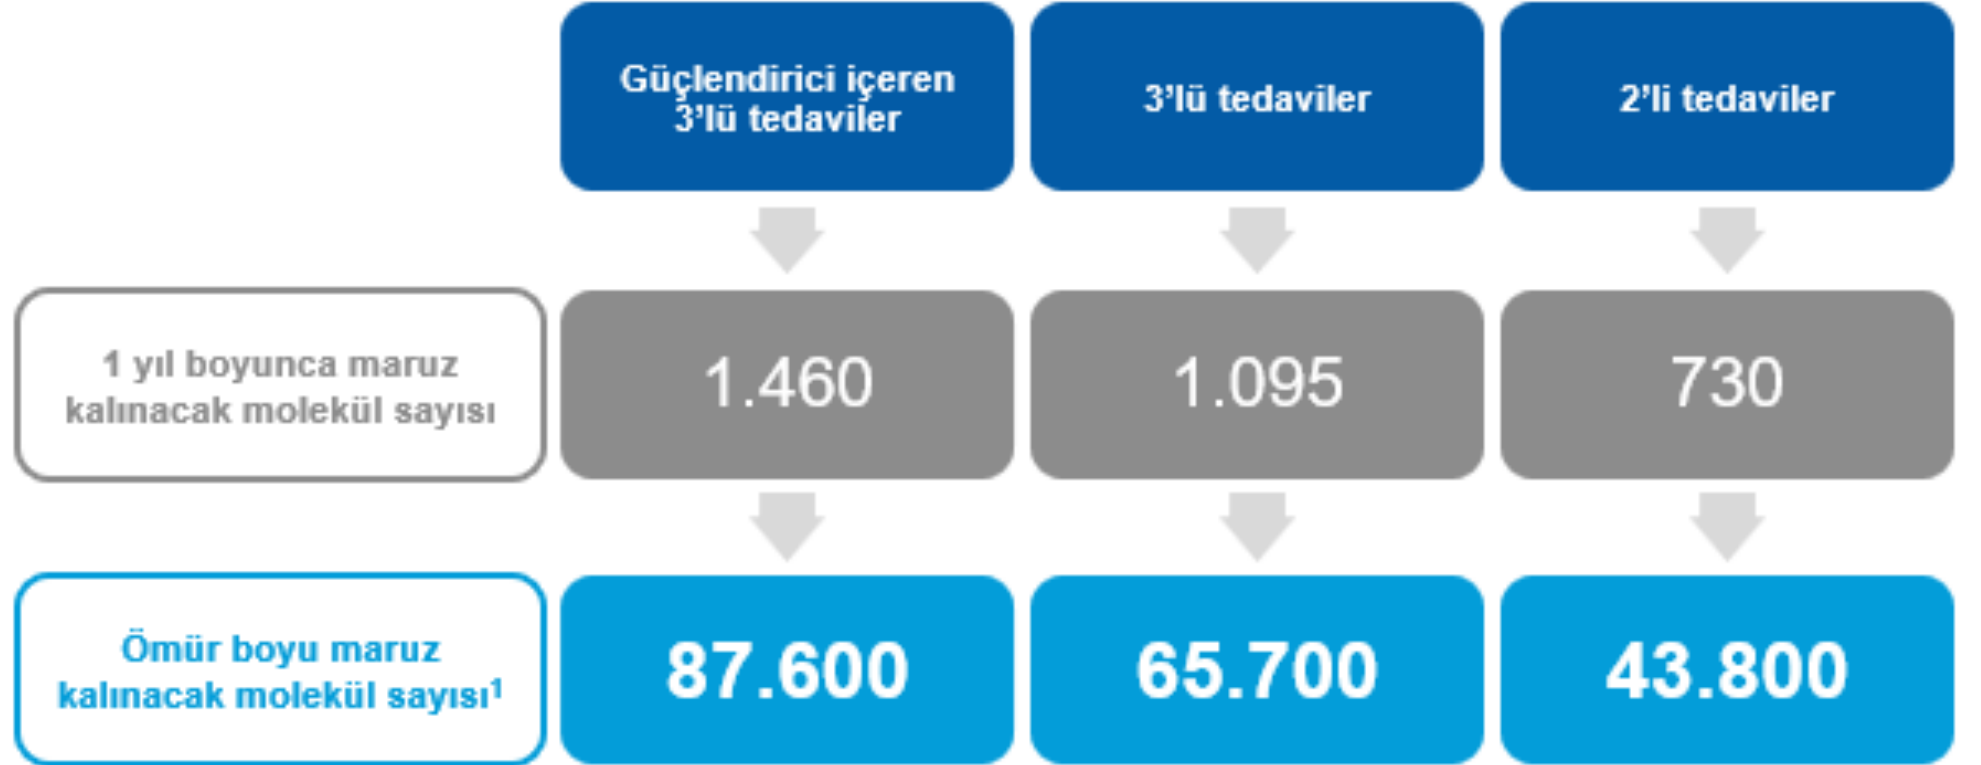 Güçlendirici içeren
3’lü tedaviler
3’lü tedaviler
2’li tedaviler
1 yıl boyunca maruz
kalınacak molekül sayısı
1.460
1.095
730
Ömür boyu maruz
kalınacak molekül sayısı¹
87.600
65.700
43.800